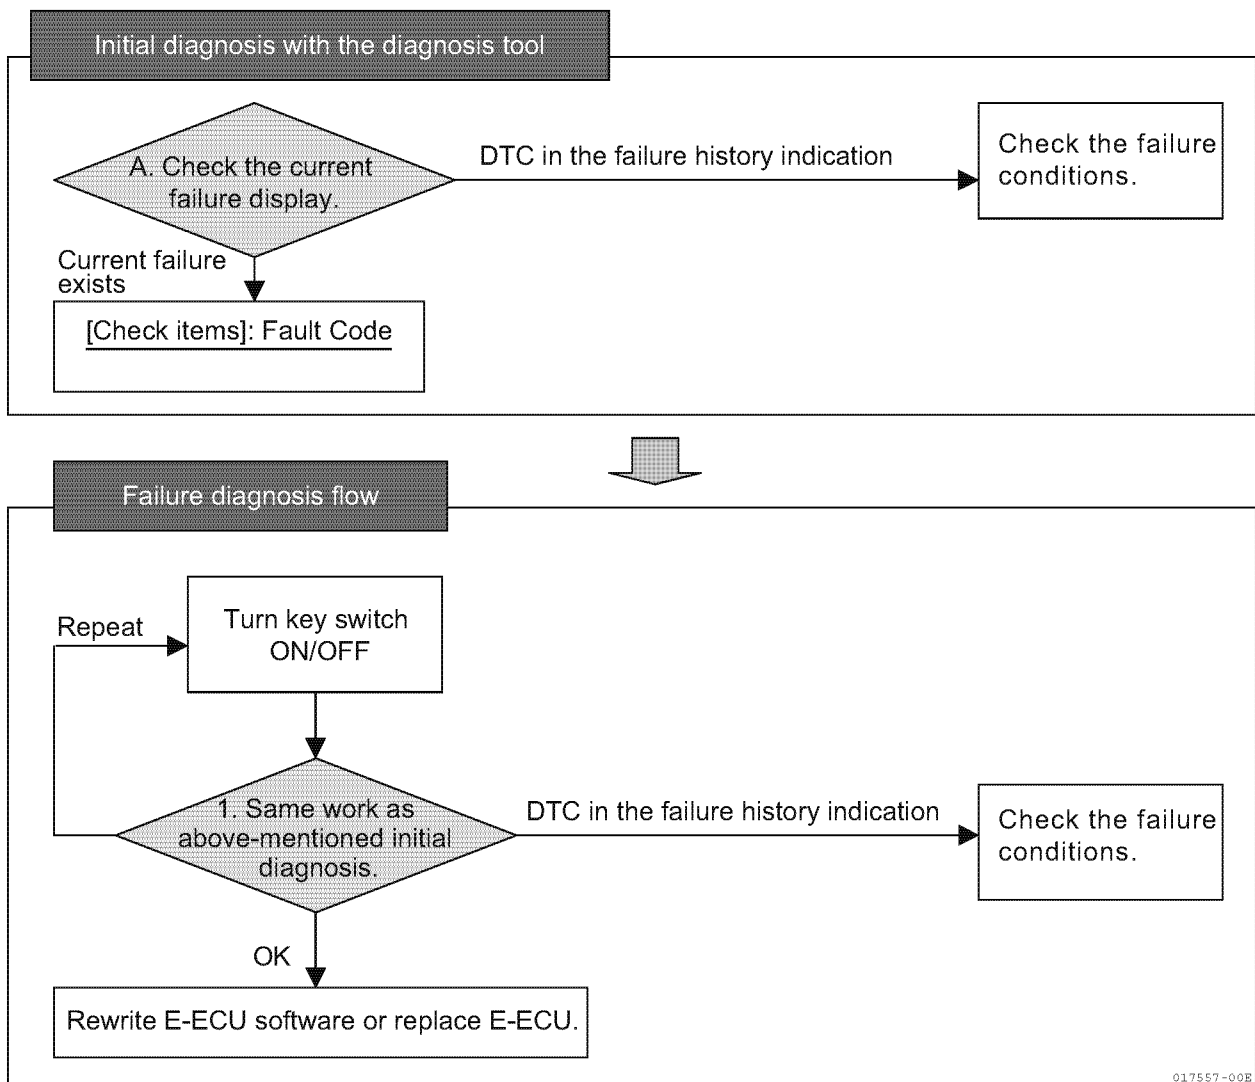 Initial diagnosis with the diagnosis tool
A. Check the current
failure display.
DTC in the failure history indication
Check the failure
conditions.
Current failure
exists
[Check items]: Fault Code
Failure diagnosis flow
Repeat
Turn key switch
ON/OFF
1. Same work as
above-mentioned initial
diagnosis.
DTC in the failure history indication
Check the failure
conditions.
OK
Rewrite E-ECU software or replace E-ECU.
017557-00E